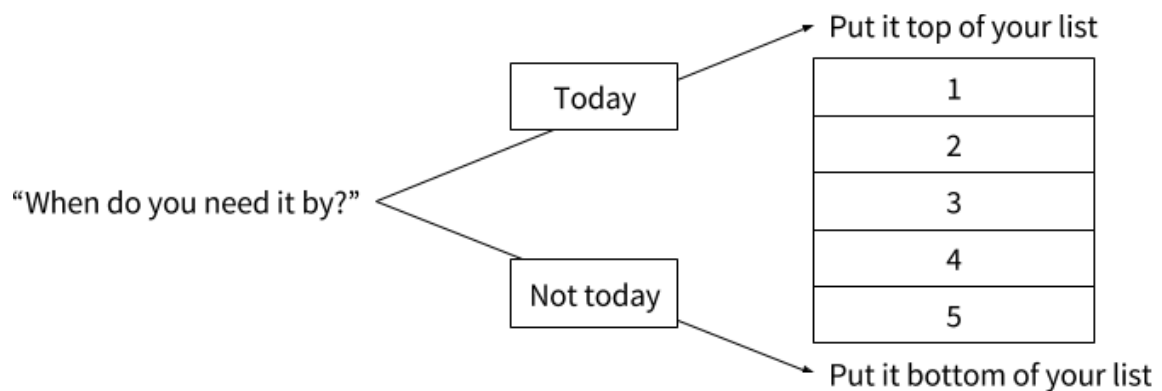 Put it top of your list
Today
1
2
“When do you need it by?”
3
4
Not today
5
Put it bottom of your list